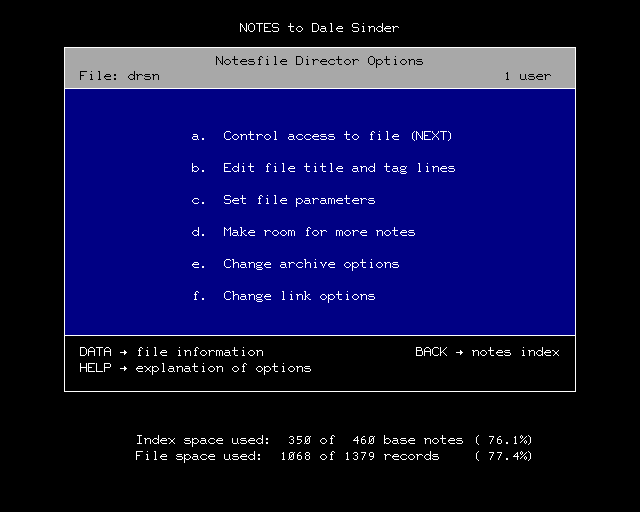 NOTES to Dale Sinder
Notesfile Director Options
File: drsn 1 user
a. Control access to file (NEXT)
b. Edit file title and tag lines
c. Set file parameters
d. Make room for more notes
e. Change archive options
f. Change link options
DATA → file information BACK → notes index
HELP → explanation of options
Index space used: 350 of 460 base notes ( 76.1%)
File space used: 1068 of 1379 records ( 77.4%)